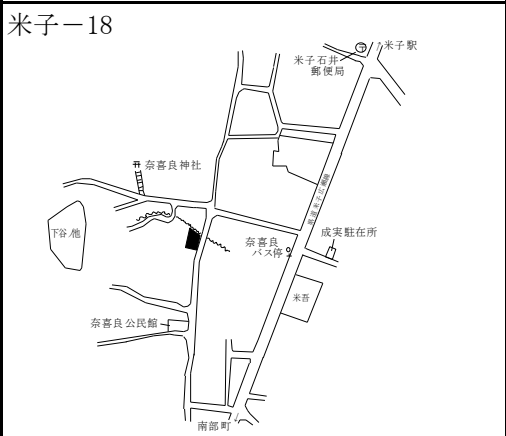 米子－18
米子駅
米子石井
郵便局
奈喜良神社
下谷ノ池
奈喜良
バス停
成実駐在所
米吾
奈喜良公民館
南部町